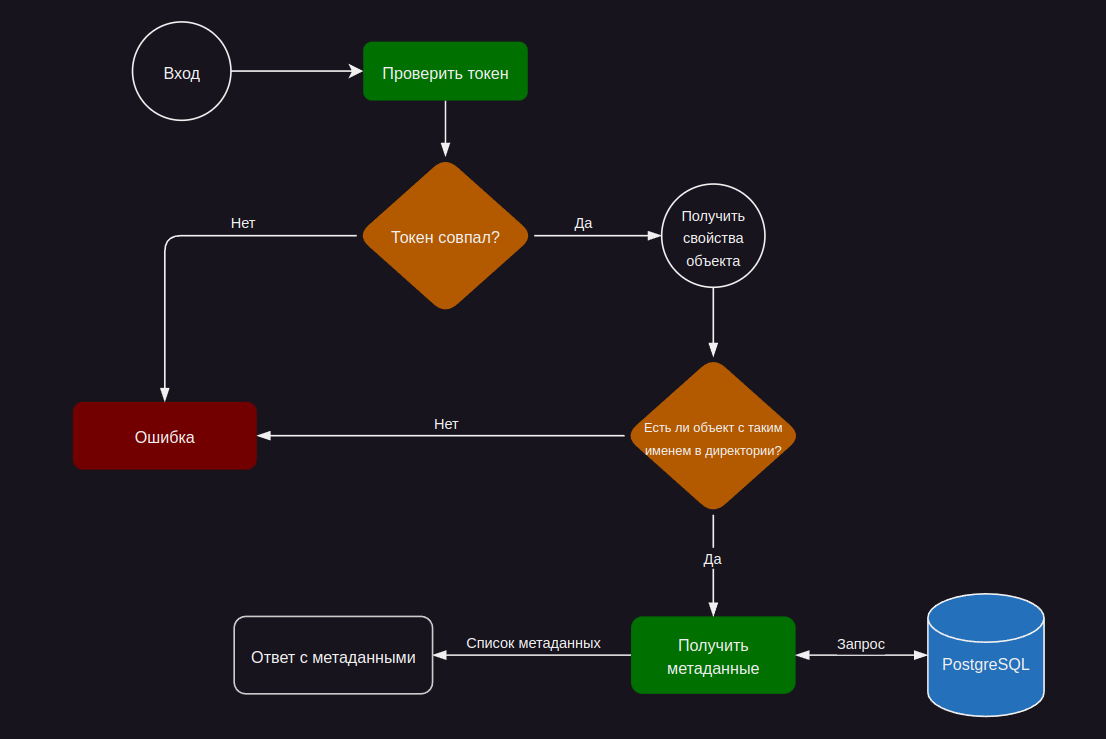 Вход
Проверить токен
Токен совпал?
Нет
Да
Получить
свойства
объекта
Ошибка
Нет
Есть ли объект с таким
именем в директории?
Да
Ответ с метаданными
Список метаданных
Получить
метаданные
Запрос
PostgreSQL